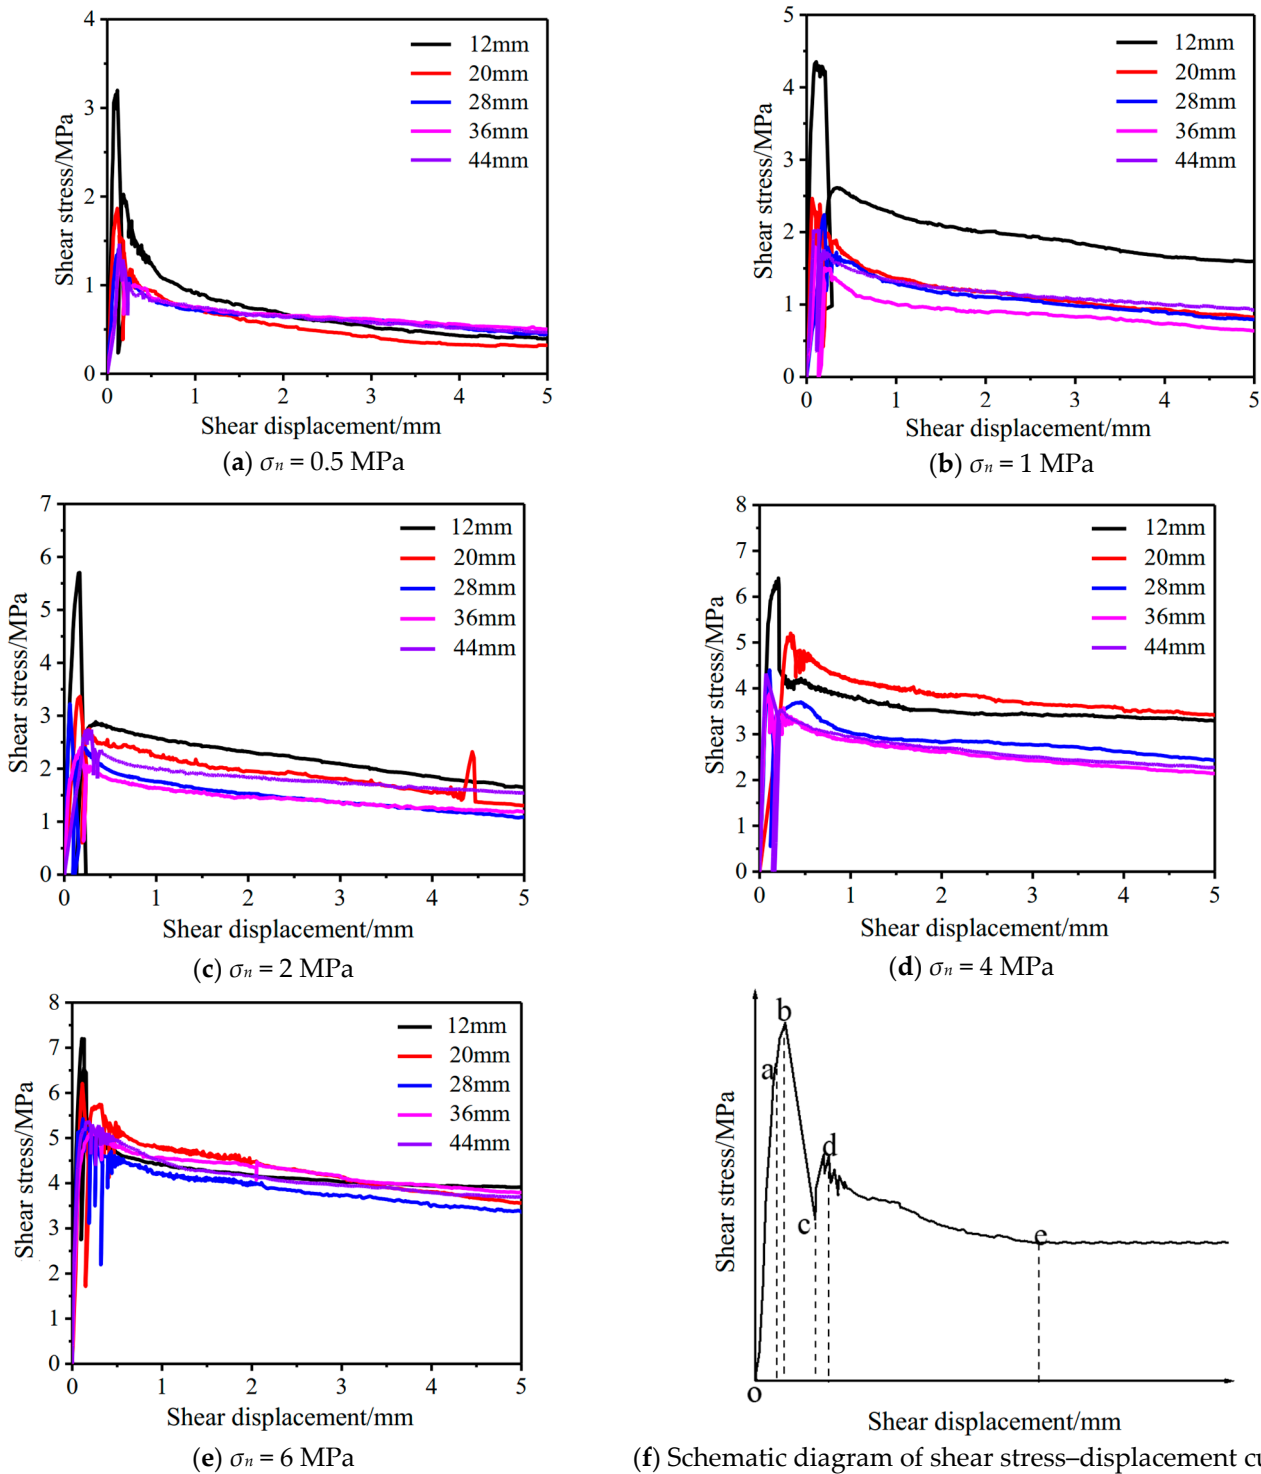 4
3
2
1
0
Shear stress/MPa
12mm
20mm
28mm
36mm
44mm
0 1 2 3 4 5
Shear displacement/mm
(a) σn = 0.5 MPa
5
4
3
2
1
0
Shear stress/MPa
12mm
20mm
28mm
36mm
44mm
0 1 2 3 4 5
Shear displacement/mm
(b) σn = 1 MPa
7
6
5
4
3
2
1
0
Shear stress/MPa
12mm
20mm
28mm
36mm
44mm
0 1 2 3 4 5
Shear displacement/mm
(c) σn = 2 MPa
8
7
6
5
4
3
2
1
0
Shear stress/MPa
12mm
20mm
28mm
36mm
44mm
0 1 2 3 4 5
Shear displacement/mm
(d) σn = 4 MPa
8
7
6
5
4
3
2
1
0
Shear stress/MPa
12mm
20mm
28mm
36mm
44mm
0 1 2 3 4 5
Shear displacement/mm
(e) σn = 6 MPa
Shear stress/MPa
b
a
d
c
e
o
Shear displacement/mm
(f) Schematic diagram of shear stress–displacement cu